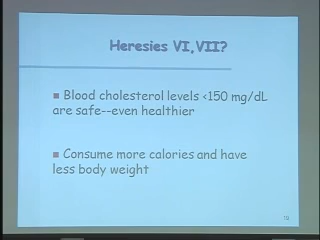 Heresies VI,VII?
■ Blood cholesterol levels <150 mg/dL
are safe--even healthier
■ Consume more calories and have
less body weight